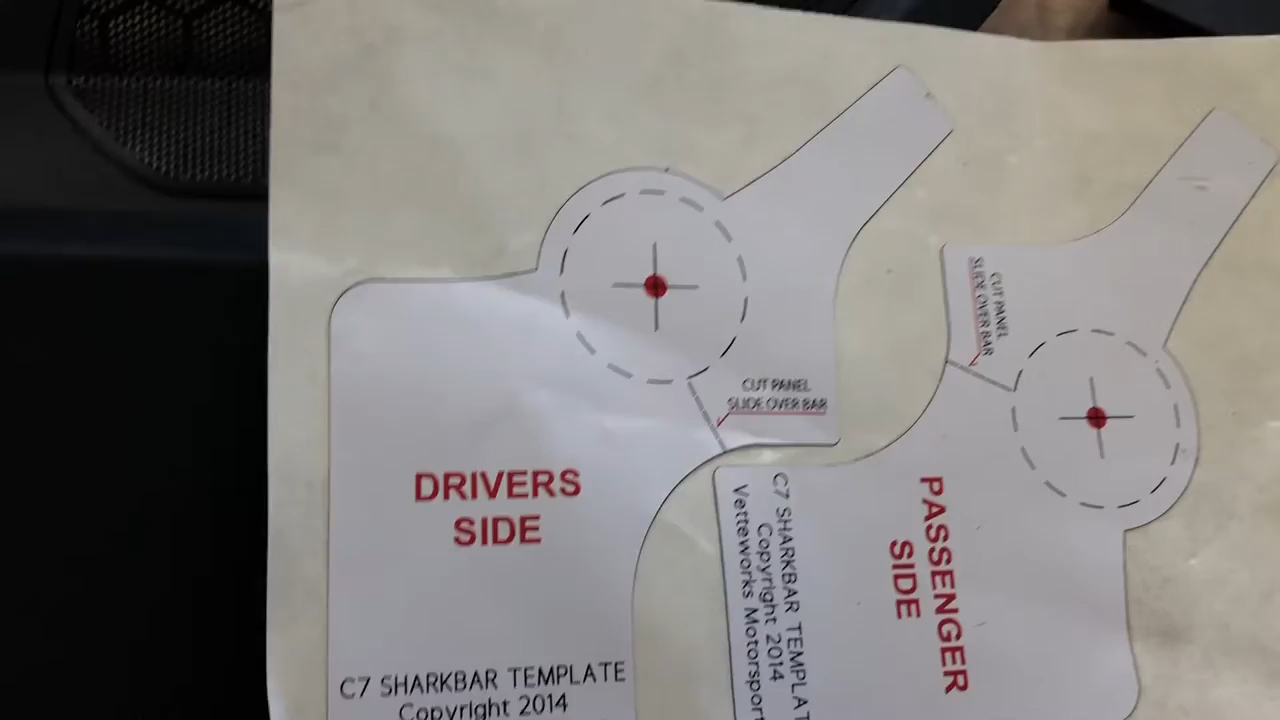 CUT PANEL
SLIDE OVER BAR
DRIVERS
SIDE
C7 SHARKBAR TEMPLATE
Copyright 2014
CUT PANEL
SLIDE OVER BAR
PASSENGER
SIDE
C7 SHARKBAR TEMPLAT
Copyright 2014
Vetteworks Motorsport